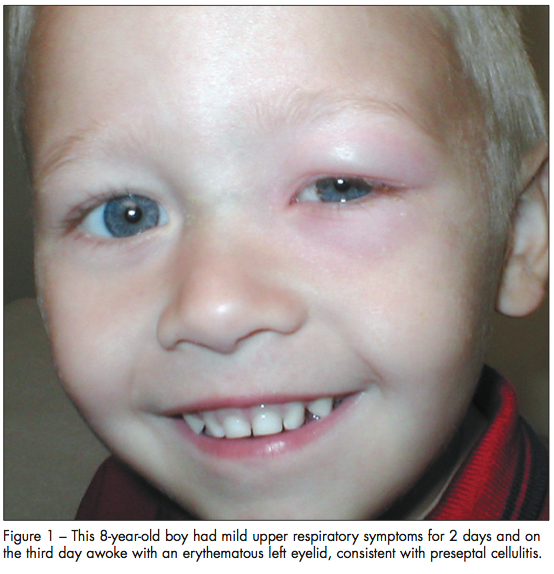 Figure 1 – This 8-year-old boy had mild upper respiratory symptoms for 2 days and on
the third day awoke with an erythematous left eyelid, consistent with preseptal cellulitis.